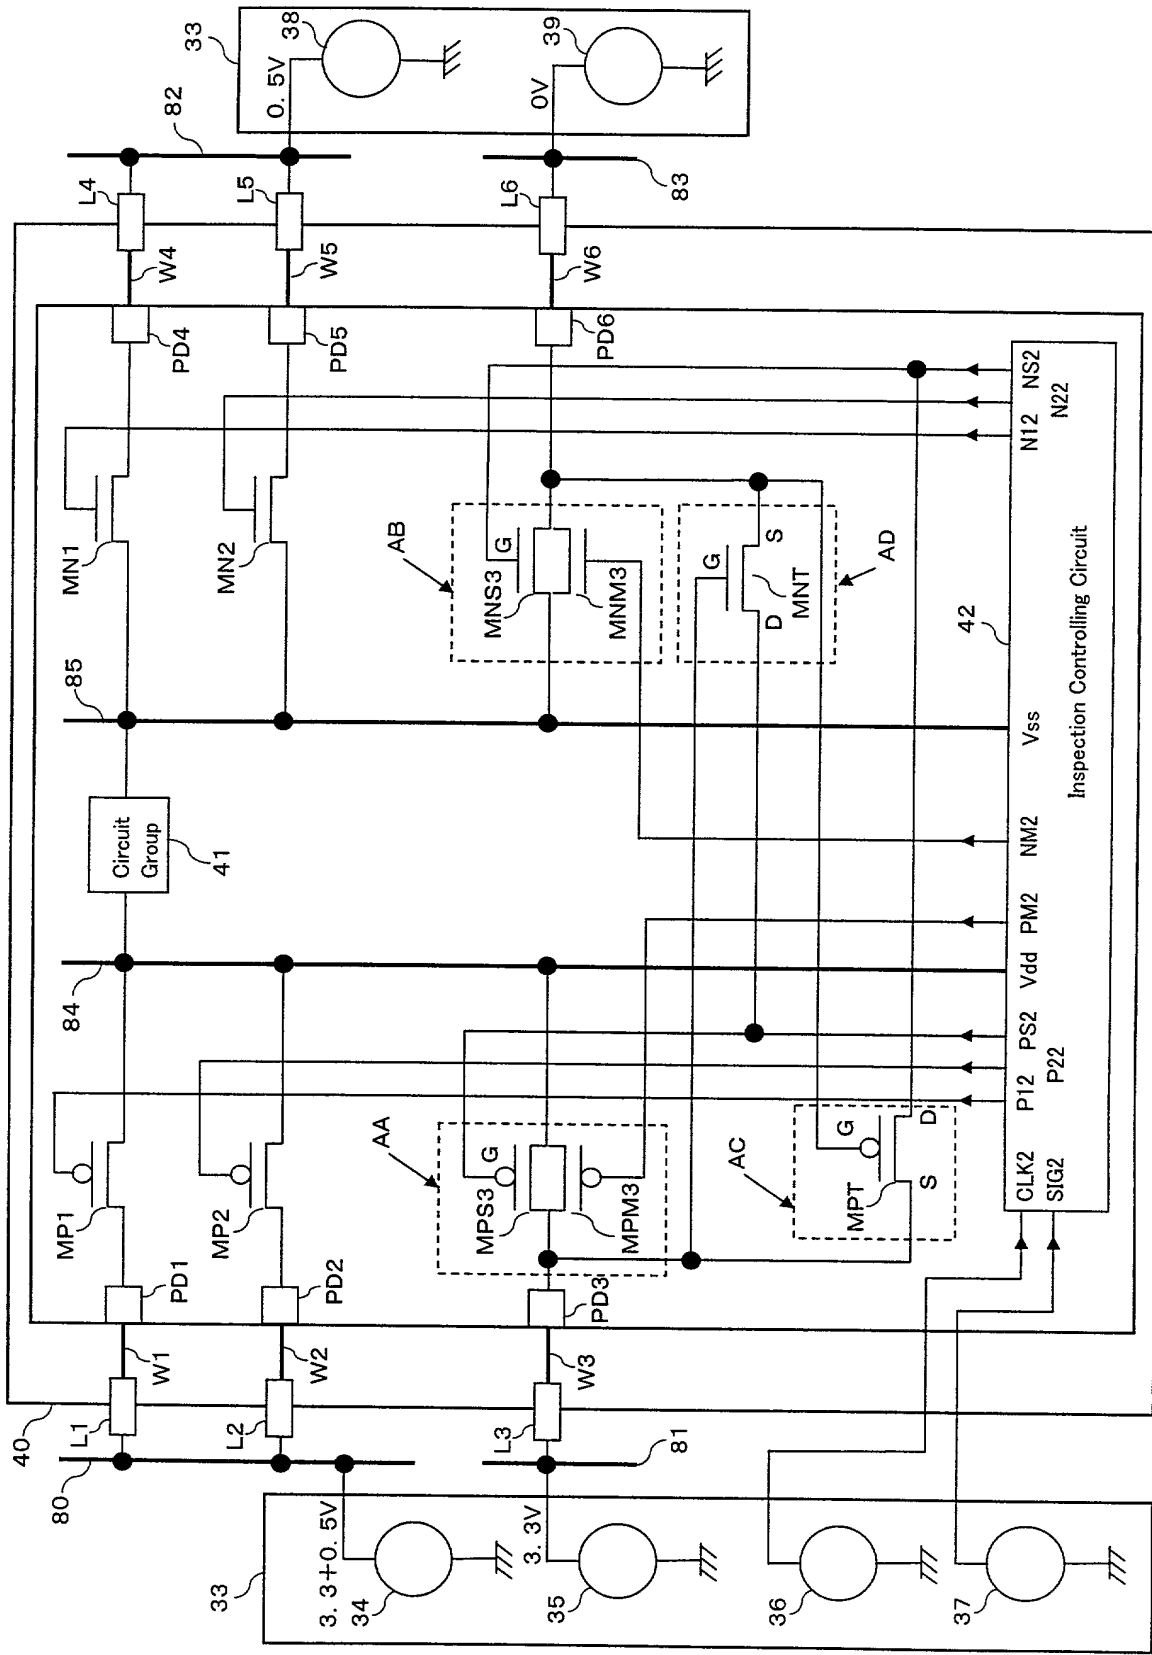 33
3. 3+0. 5V
34
3. 3V
35
36
37
80
81
40
L1
L2
L3
W1
W2
W3
PD1
PD2
PD3
MP1
MP2
AA
MPS3
G
MPM3
AC
MPT
G
S
D
84
Circuit
Group
41
85
MN1
MN2
AB
MNS3
G
MNM3
AD
MNT
G
S
D
PD4
PD5
PD6
W4
W5
W6
L4
L5
L6
82
83
33
0. 5V
38
0V
39
42
CLK2
SIG2
P12
P22
PS2
Vdd
PM2
NM2
Vss
N12
N22
NS2
Inspection Controlling Circuit